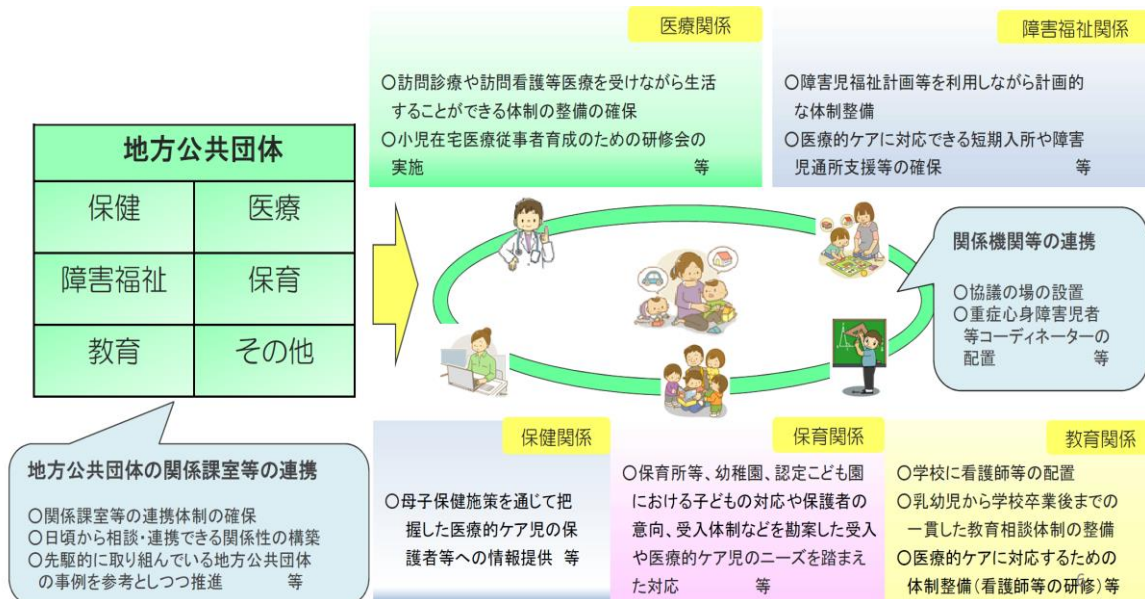 医療関係
○訪問診療や訪問看護等医療を受けながら生活
することができる体制の整備の確保
○小児在宅医療従事者育成のための研修会の
実施 等
障害福祉関係
○障害児福祉計画等を利用しながら計画的
な体制整備
○医療的ケアに対応できる短期入所や障害
児通所支援等の確保 等
地方公共団体
保健 医療
障害福祉 保育
教育 その他
関係機関等の連携
○協議の場の設置
○重症心身障害児者
等コーディネーターの
配置 等
地方公共団体の関係課室等の連携
○関係課室等の連携体制の確保
○日頃から相談・連携できる関係性の構築
○先駆的に取り組んでいる地方公共団体
の事例を参考としつつ推進 等
保健関係
○母子保健施策を通じて把
握した医療的ケア児の保
護者等への情報提供 等
保育関係
○保育所等、幼稚園、認定こども園
における子どもの対応や保護者の
意向、受入体制などを勘案した受入
や医療的ケア児のニーズを踏まえ
た対応 等
教育関係
○学校に看護師等の配置
○乳幼児から学校卒業後までの
一貫した教育相談体制の整備
○医療的ケアに対応するための
体制整備(看護師等の研修)等